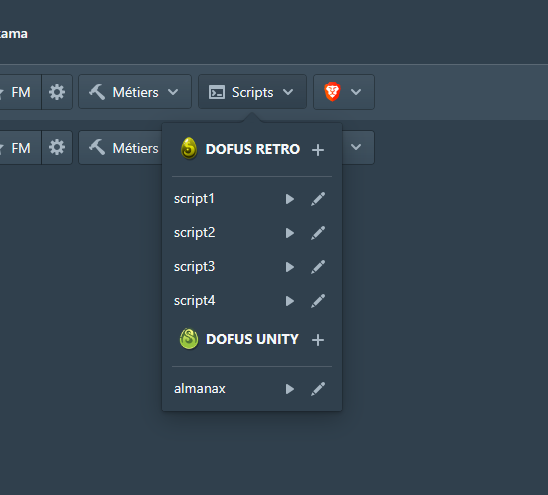 ama
FM
Métiers
Scripts
FM
Métiers
DOFUS RETRO
script1
script2
script3
script4
DOFUS UNITY
almanax